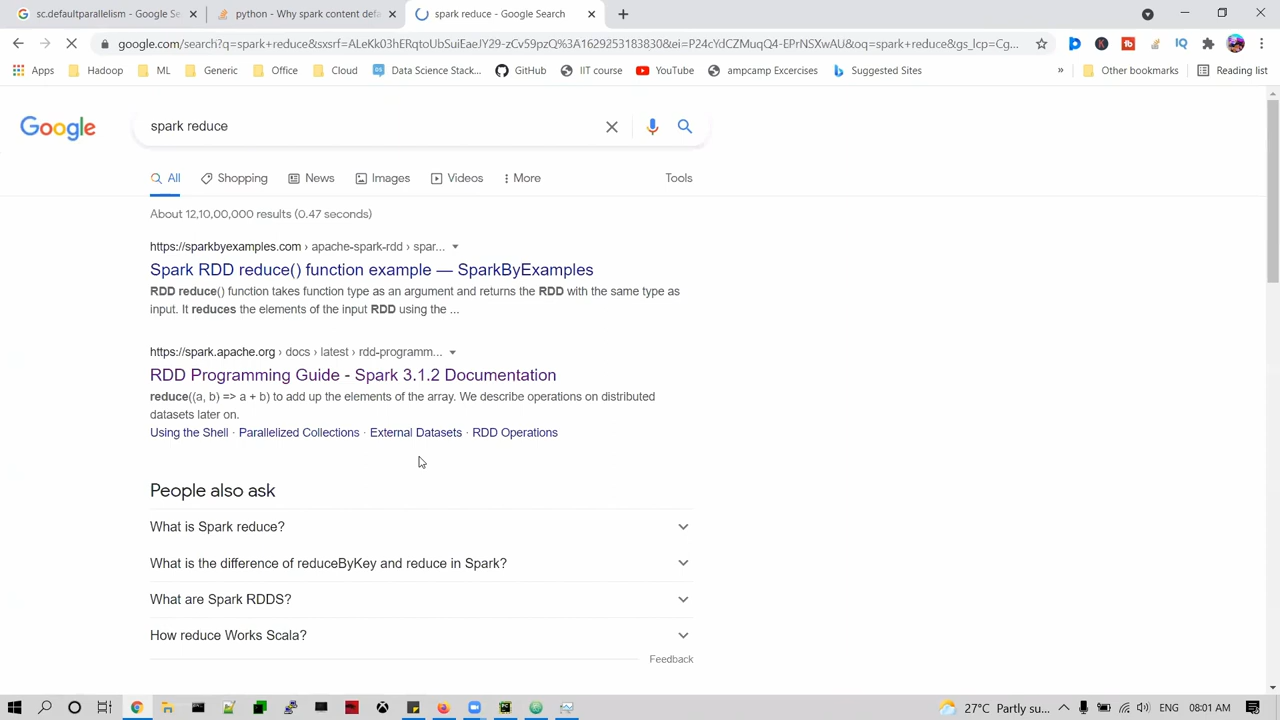 sc.defaultparallelism - Google Se
python - Why spark content defa
spark reduce - Google Search
google.com/search?q=spark+reduce&sxsrf=ALeKk03hERqtMUbSuiEaefY29-zCv59EzQ%3A1629253183830&ei=P24cYdCZMuqQ4-EPrNSXwAU&oq=spark+reduce&gs_lcp=Cg...
Apps Hadoop ML Generic Office Cloud Data Science Stack... GitHub IIT course YouTube ampcamp Excercises Suggested Sites » Other bookmarks Reading list
Google
spark reduce
All Shopping News Images Videos More Tools
About 12,10,00,000 results (0.47 seconds)
https://sparkbyexamples.com › apache-spark-rdd › spar...
Spark RDD reduce() function example — SparkByExamples
RDD reduce() function takes function type as an argument and returns the RDD with the same type as
input. It reduces the elements of the input RDD using the ...
https://spark.apache.org › docs › latest › rdd-programm...
RDD Programming Guide - Spark 3.1.2 Documentation
reduce((a, b) => a + b) to add up the elements of the array. We describe operations on distributed
datasets later on.
Using the Shell · Parallelized Collections · External Datasets · RDD Operations
People also ask
What is Spark reduce?
What is the difference of reduceByKey and reduce in Spark?
What are Spark RDDS?
How reduce Works Scala?
Feedback
27°C Partly su... ENG 08:01 AM